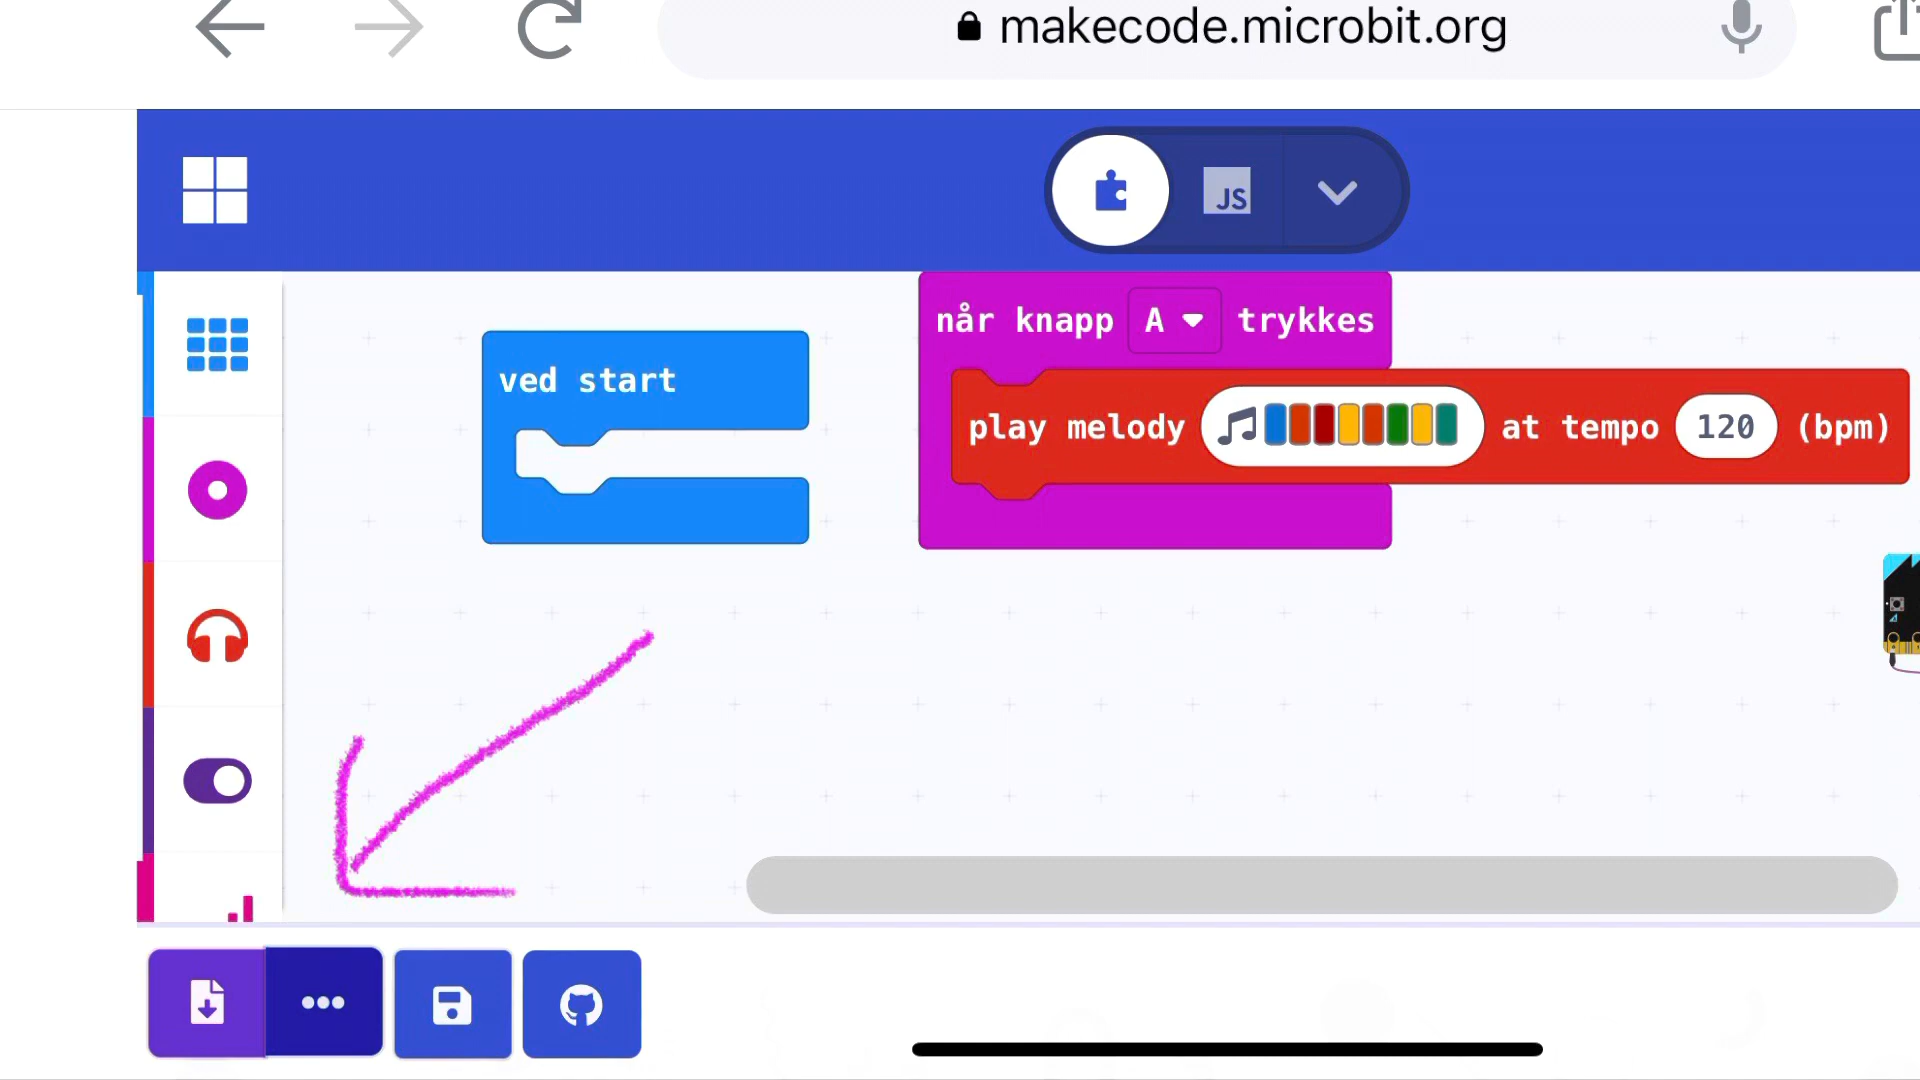 makecode.microbit.org
JS
ved start
når knapp A trykkes
play melody at tempo 120 (bpm)